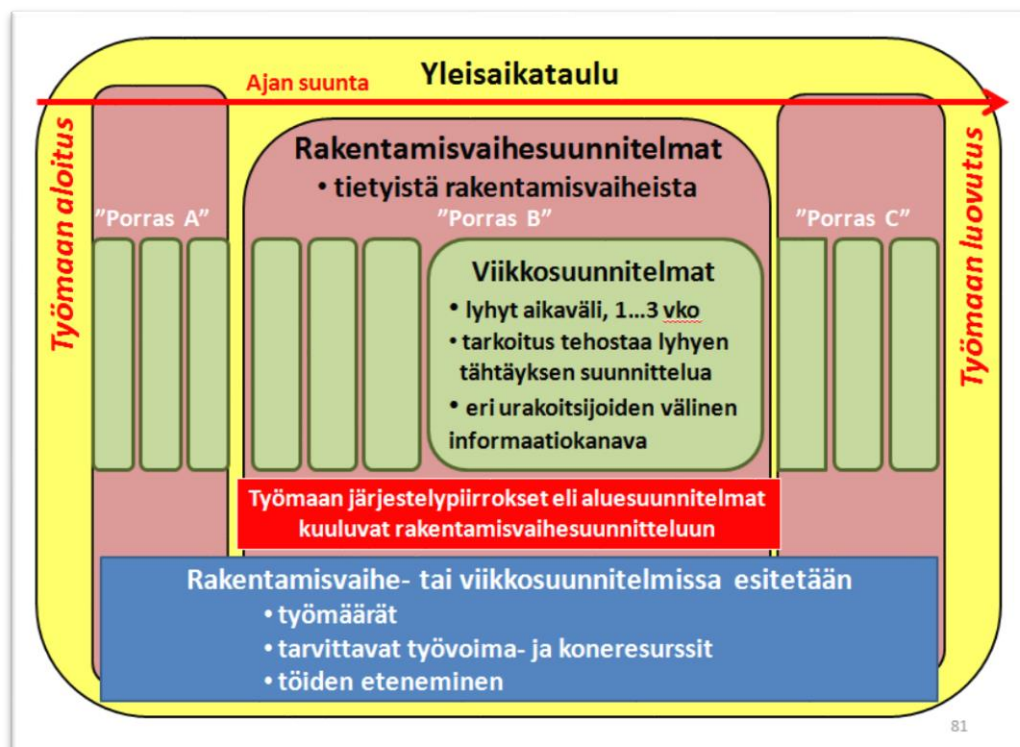 Yleisaikataulu
Ajan suunta
Työmaan aloitus
Työmaan luovutus
Rakentamisvaihesuunnitelmat
• tietyistä rakentamisvaiheista
”Porras A”
”Porras B”
”Porras C”
Viikkosuunnitelmat
• lyhyt aikaväli, 1...3 vko
• tarkoitus tehostaa lyhyen
tähtäyksen suunnittelua
• eri urakoitsijoiden välinen
informaatiokanava
Työmaan järjestelypiirrokset eli aluesuunnitelmat
kuuluvat rakentamisvaihesuunnitteluun
Rakentamisvaihe- tai viikkosuunnitelmissa esitetään
• työmäärät
• tarvittavat työvoima- ja koneresurssit
• töiden eteneminen
81